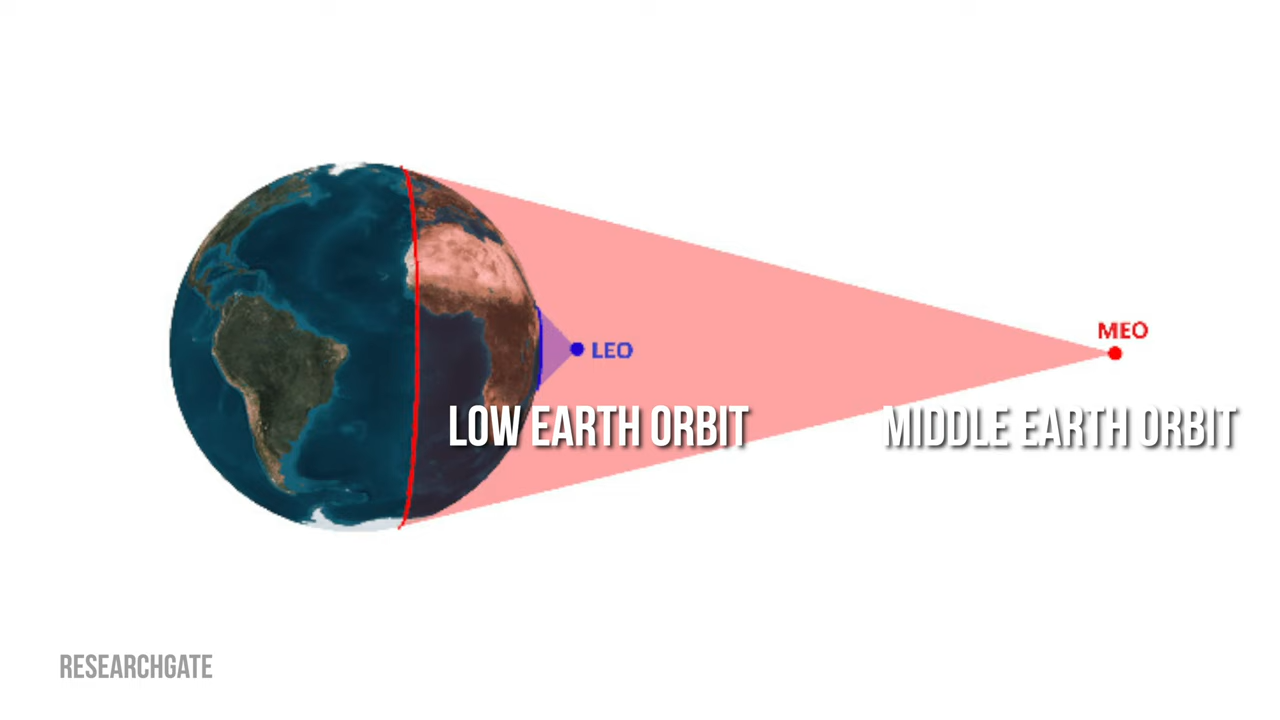 MEO
LEO
LOW EARTH ORBIT
MIDDLE EARTH ORBIT
RESEARCHGATE